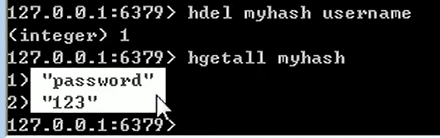 127.0.0.1:6379> hdel myhash username
(integer) 1
127.0.0.1:6379> hgetall myhash
1) "password"
2) "123"
127.0.0.1:6379>